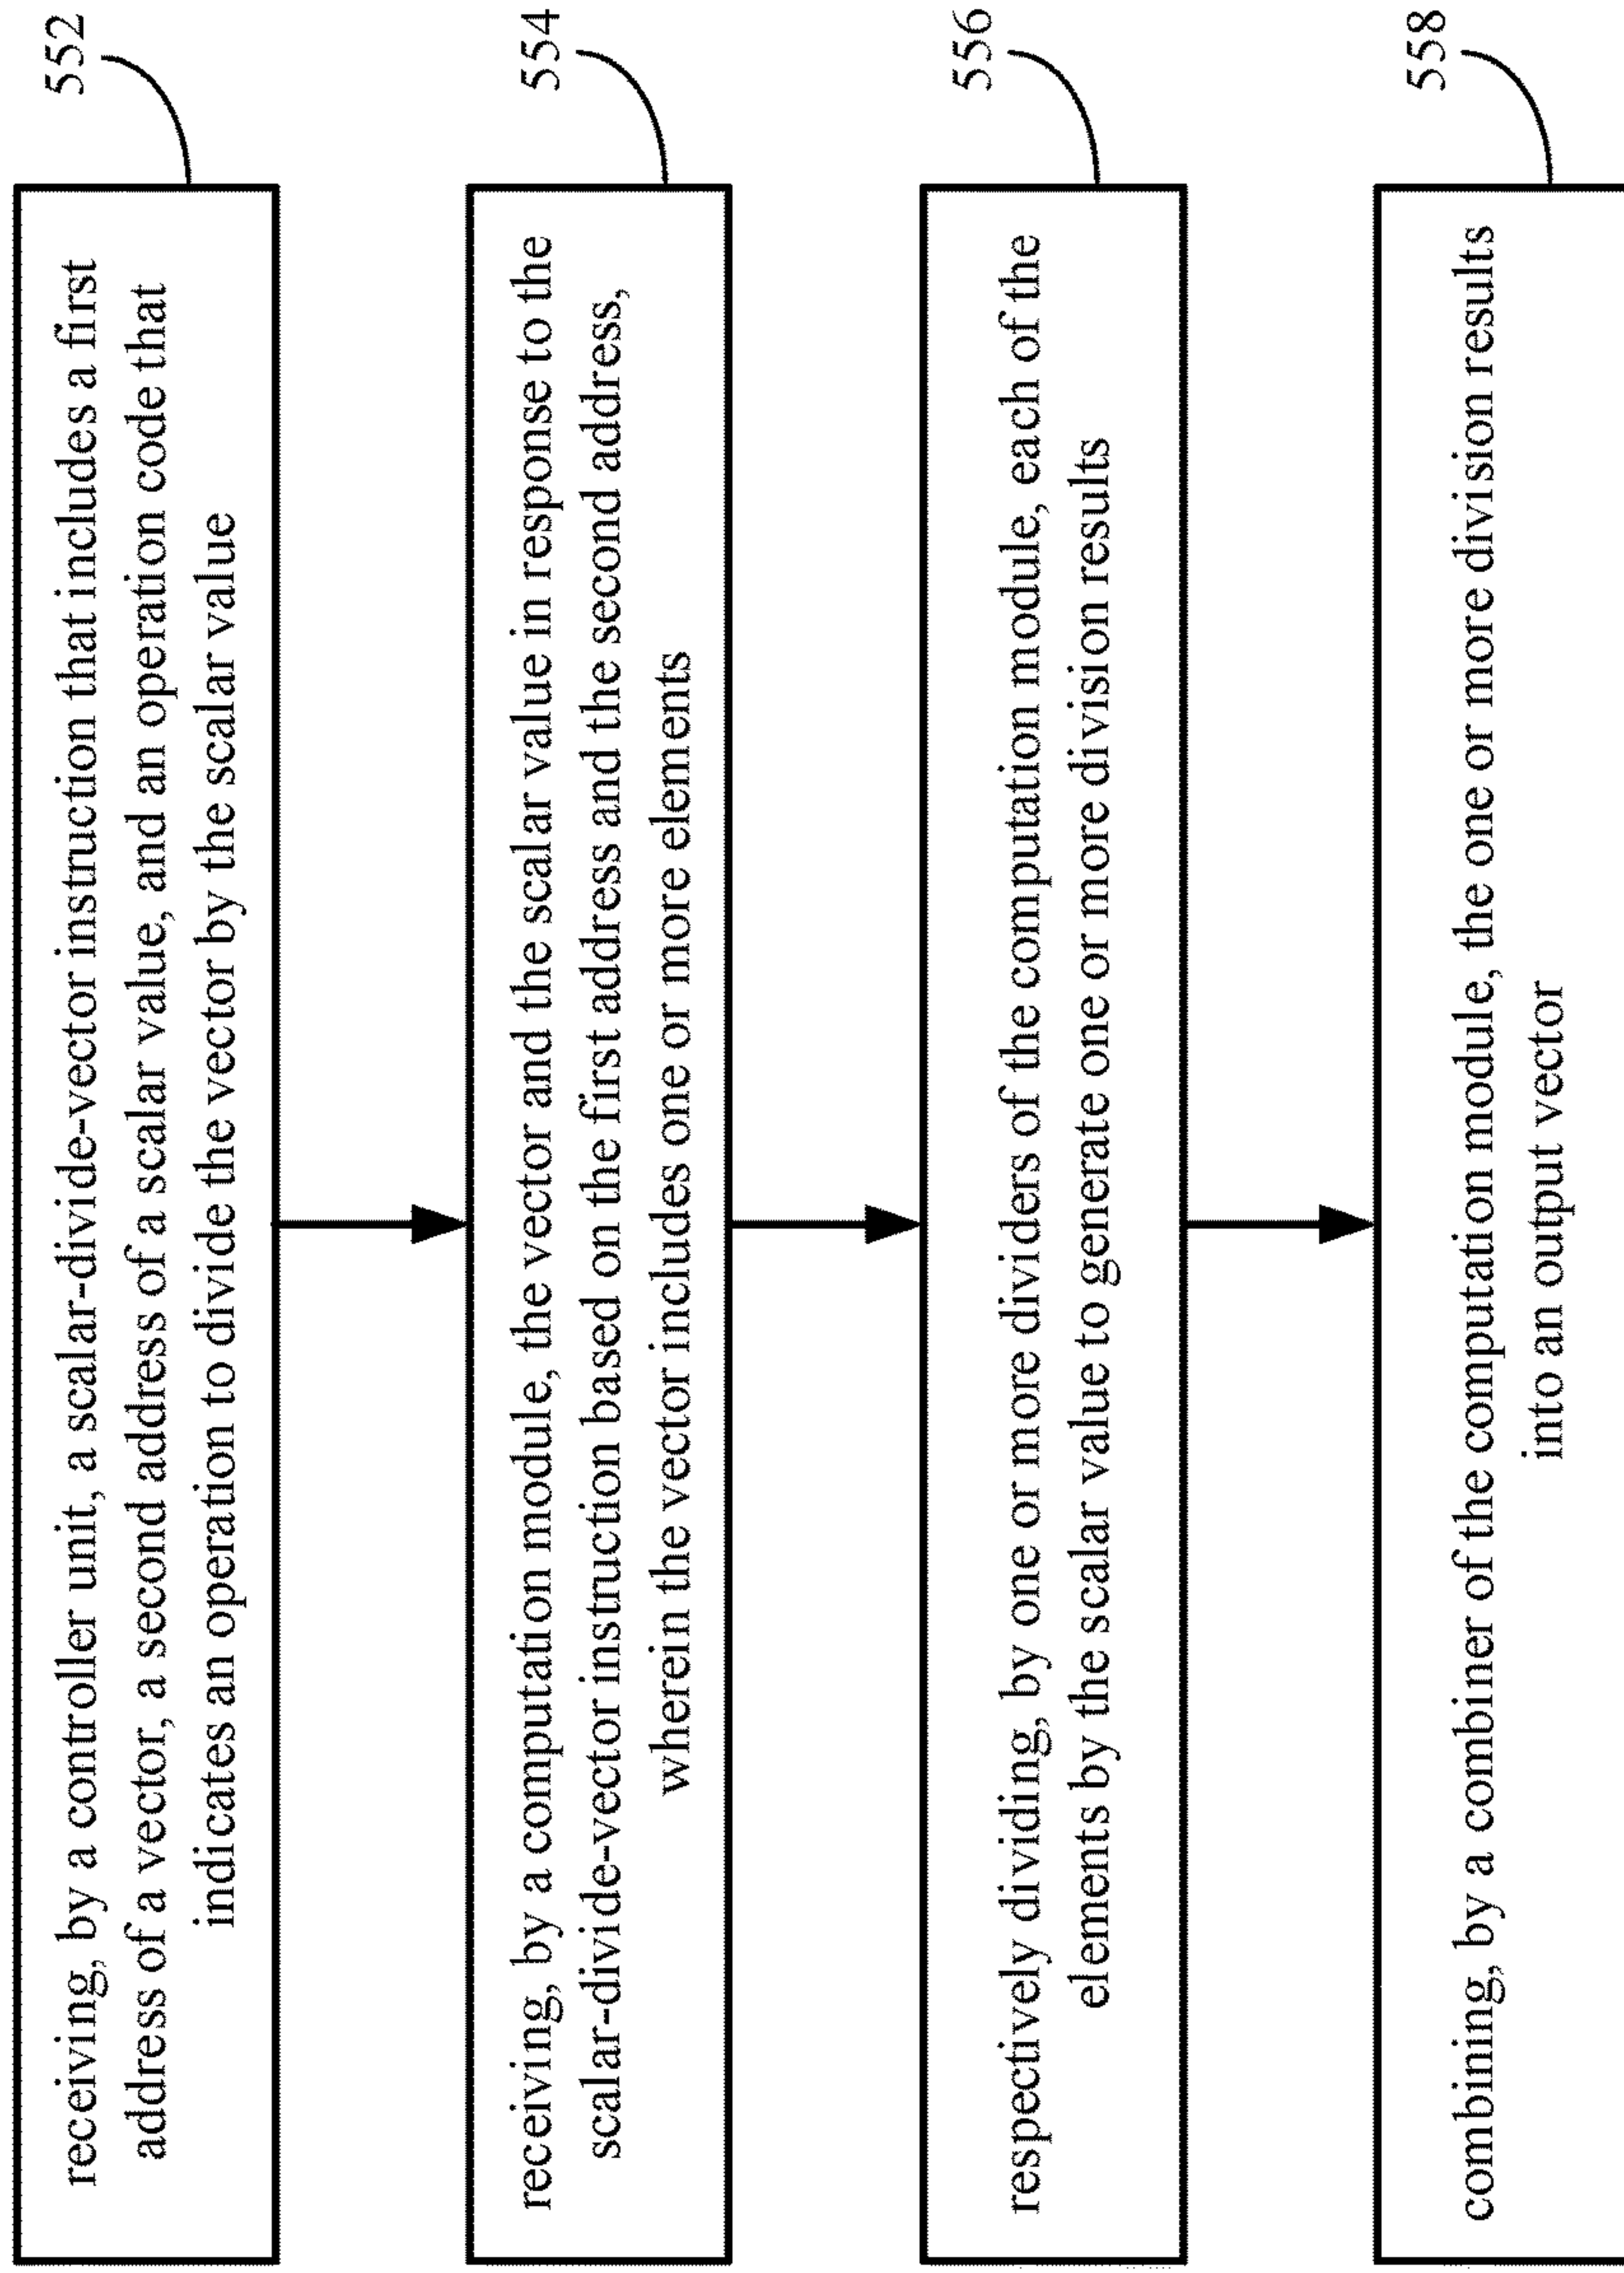 552
receiving, by a controller unit, a scalar-divide-vector instruction that includes a first
address of a vector, a second address of a scalar value, and an operation code that
indicates an operation to divide the vector by the scalar value
554
receiving, by a computation module, the vector and the scalar value in response to the
scalar-divide-vector instruction based on the first address and the second address,
wherein the vector includes one or more elements
556
respectively dividing, by one or more dividers of the computation module, each of the
elements by the scalar value to generate one or more division results
558
combining, by a combiner of the computation module, the one or more division results
into an output vector